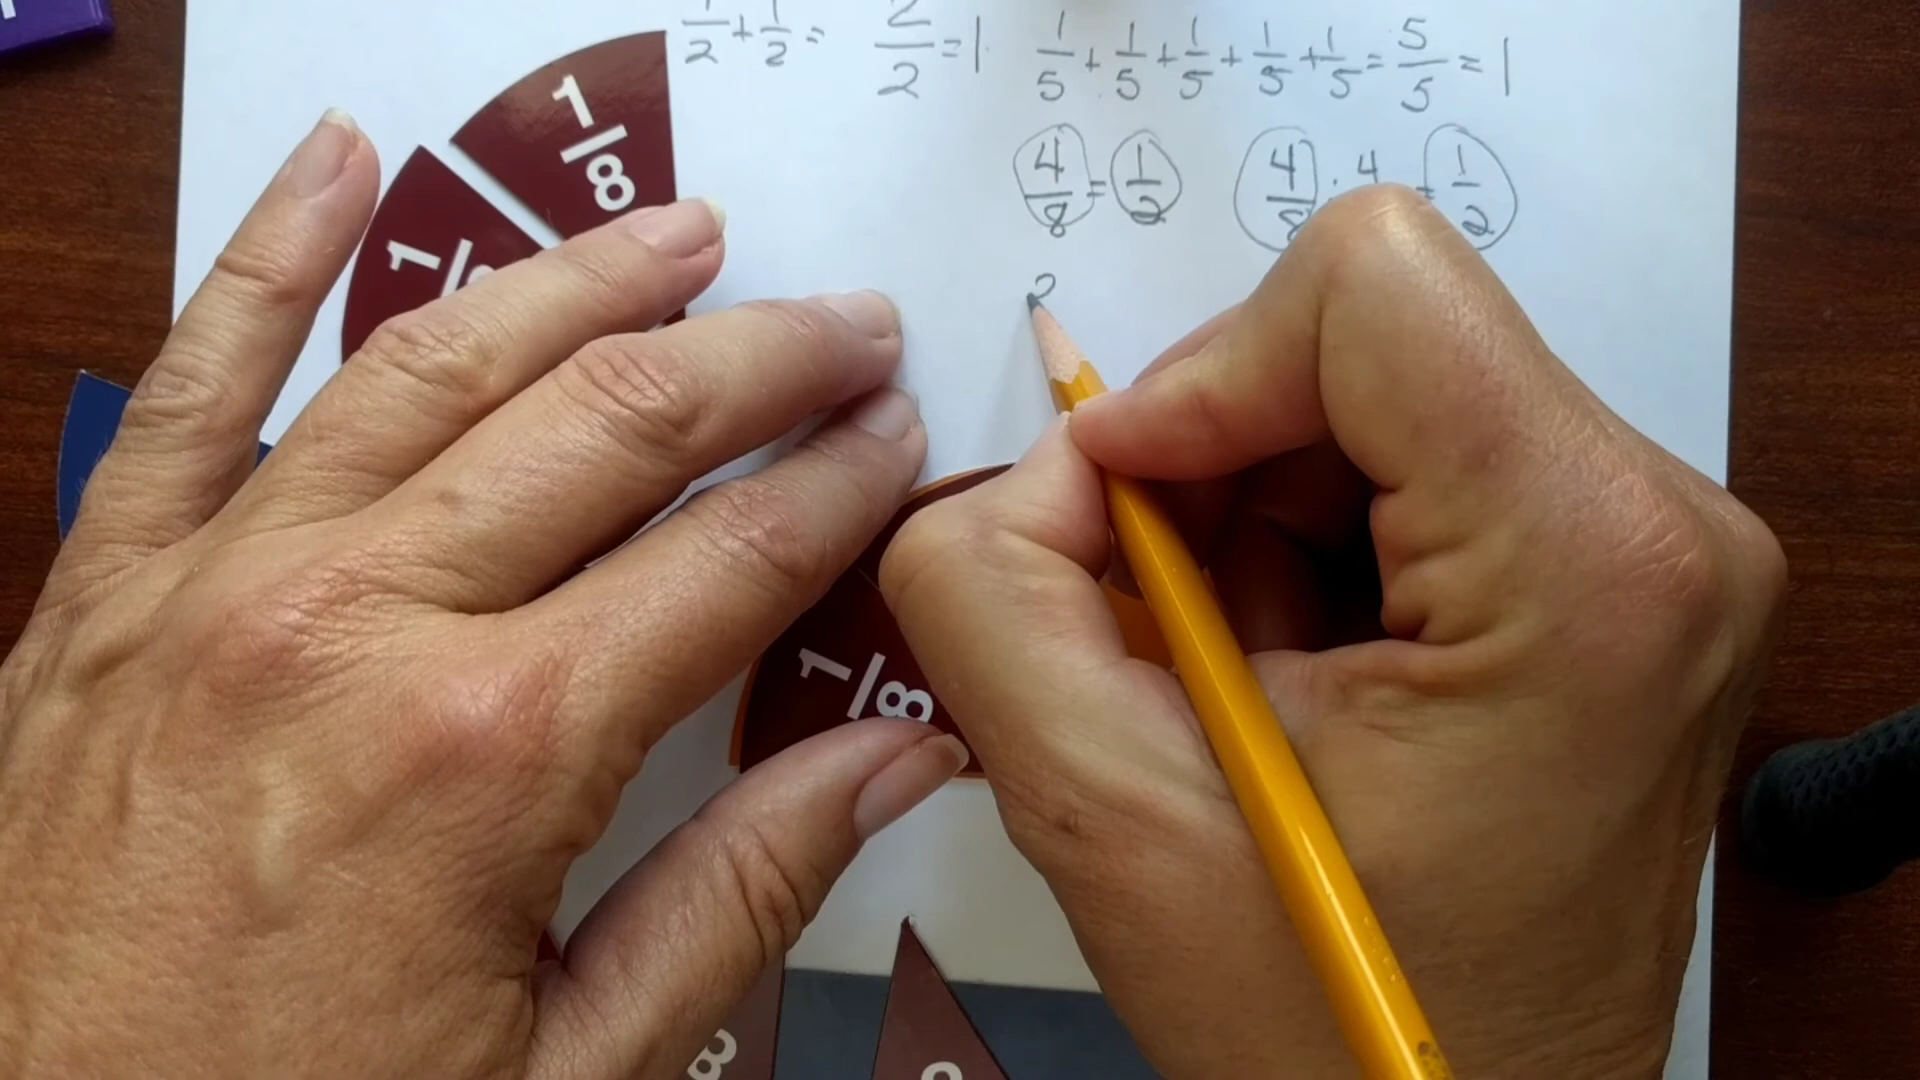 1/2 + 1/2 = 2/2 = 1 1/5 + 1/5 + 1/5 + 1/5 + 1/5 = 5/5 = 1
4/8 = 1/2 4/8 4 = 1/2
1/8
1/
1/8
8